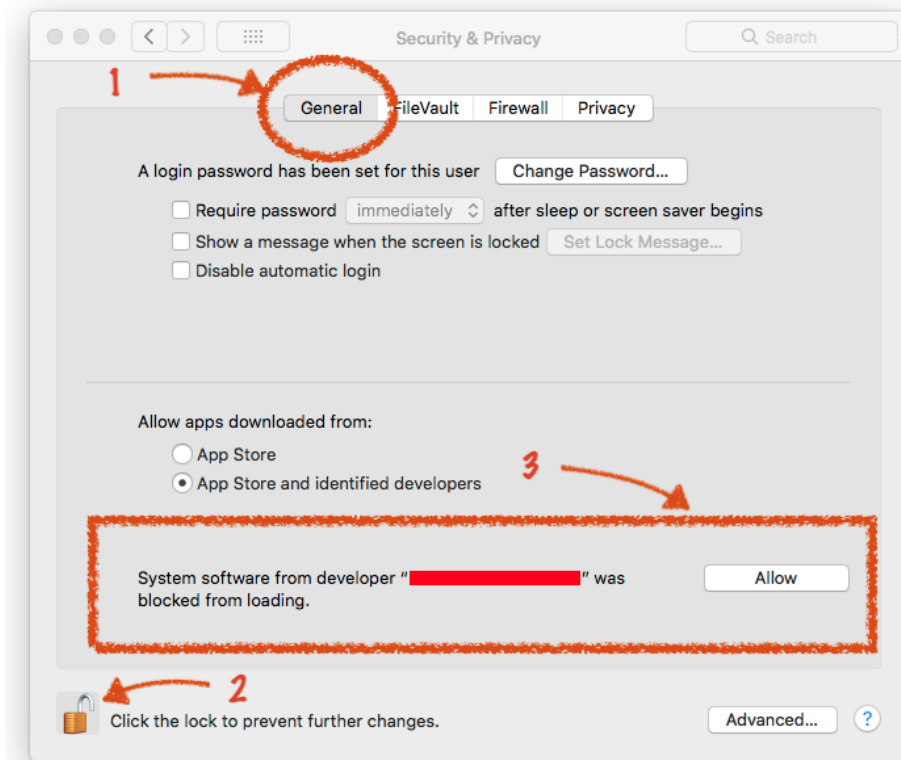 Security & Privacy
Search
1
General FileVault Firewall Privacy
A login password has been set for this user Change Password...
Require password immediately after sleep or screen saver begins
Show a message when the screen is locked Set Lock Message...
Disable automatic login
Allow apps downloaded from:
App Store
App Store and identified developers
3
System software from developer “ ” was
blocked from loading.
Allow
2
Click the lock to prevent further changes.
Advanced... ?